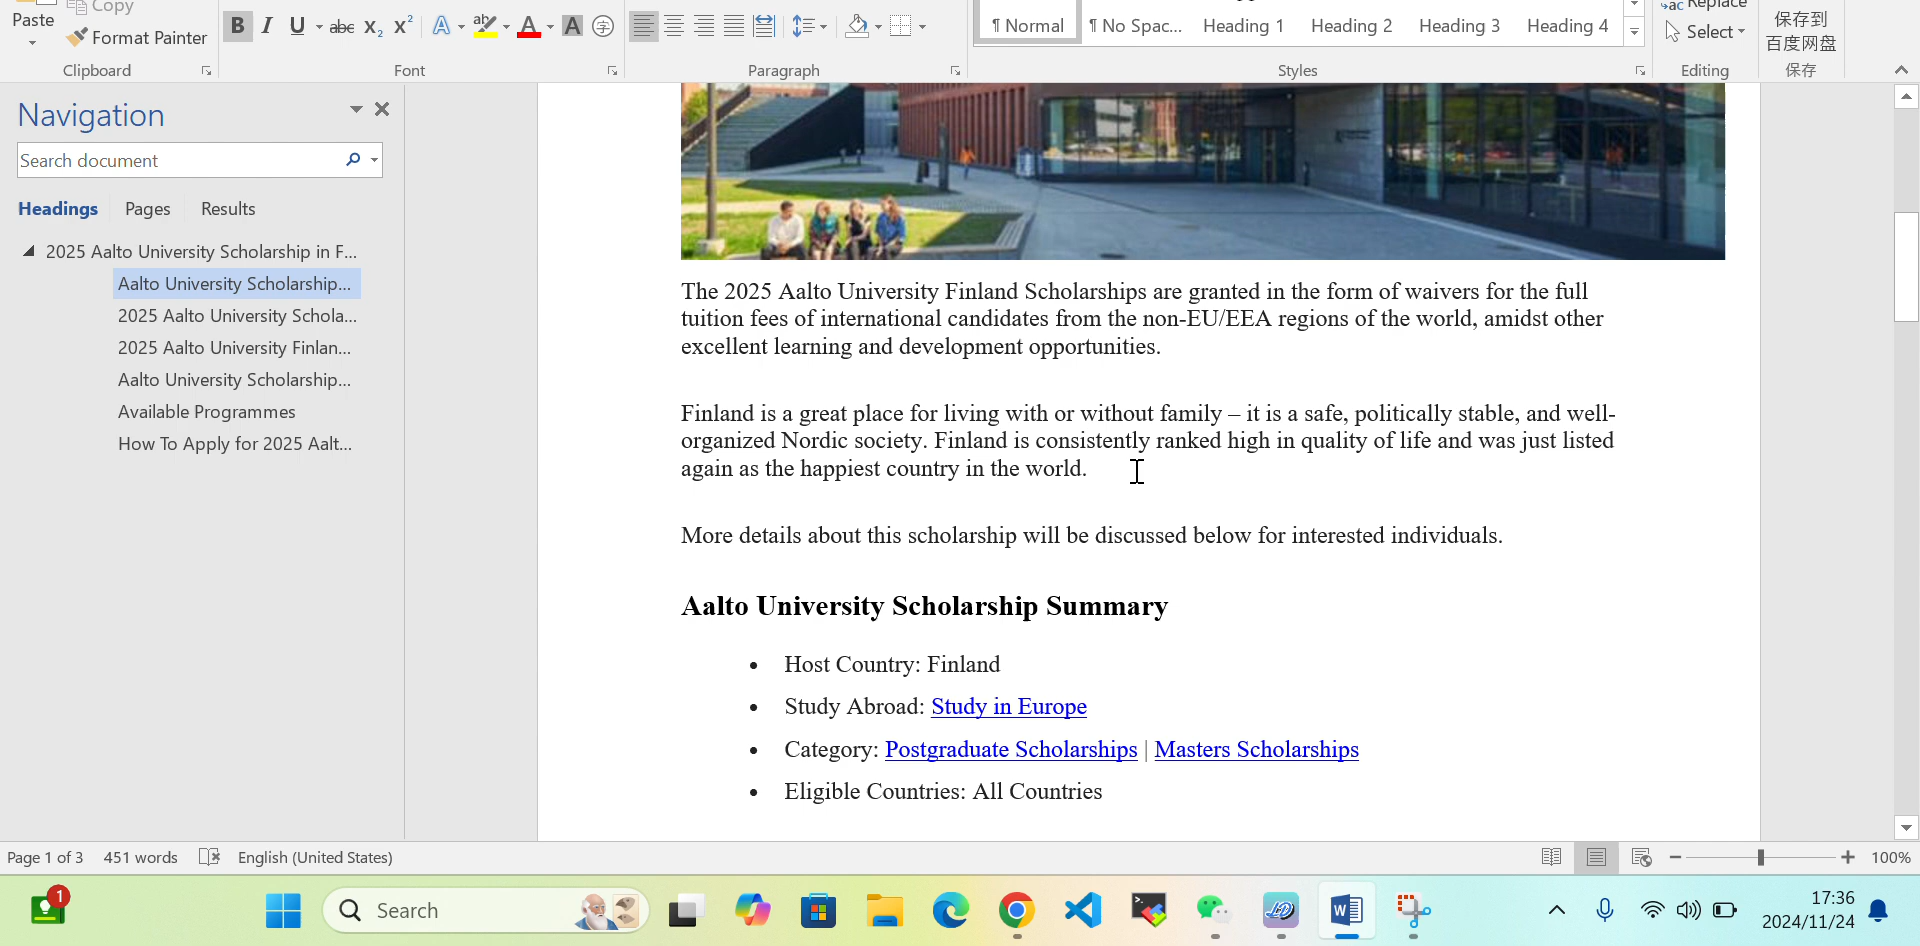 Paste
Copy
Format Painter
Clipboard
B I U abc X₂ X² A ab A A 字
Font
Paragraph
¶ Normal ¶ No Spac... Heading 1 Heading 2 Heading 3 Heading 4
Styles
Replace
Select
Editing
保存到
百度网盘
保存
Navigation
Search document
Headings Pages Results
2025 Aalto University Scholarship in F...
Aalto University Scholarship...
2025 Aalto University Schola...
2025 Aalto University Finlan...
Aalto University Scholarship...
Available Programmes
How To Apply for 2025 Aalt...
The 2025 Aalto University Finland Scholarships are granted in the form of waivers for the full
tuition fees of international candidates from the non-EU/EEA regions of the world, amidst other
excellent learning and development opportunities.
Finland is a great place for living with or without family – it is a safe, politically stable, and well-
organized Nordic society. Finland is consistently ranked high in quality of life and was just listed
again as the happiest country in the world.
More details about this scholarship will be discussed below for interested individuals.
Aalto University Scholarship Summary
• Host Country: Finland
• Study Abroad: Study in Europe
• Category: Postgraduate Scholarships | Masters Scholarships
• Eligible Countries: All Countries
Page 1 of 3 451 words English (United States)
100%
1
Search
17:36
2024/11/24